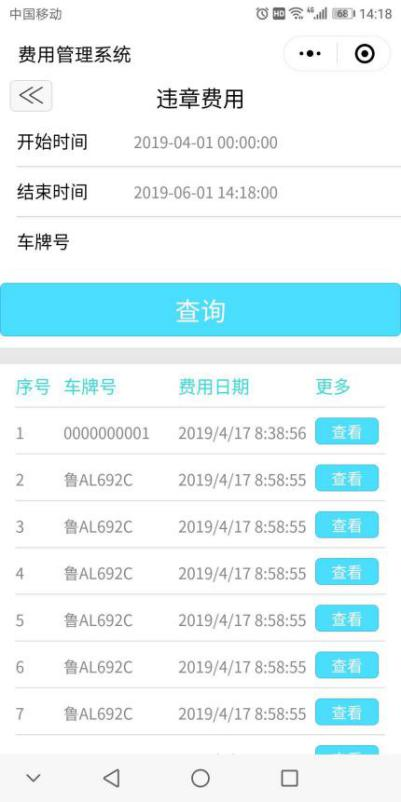 中国移动 HD 4G 68 14:18
费用管理系统
违章费用
开始时间 2019-04-01 00:00:00
结束时间 2019-06-01 14:18:00
车牌号
查询
序号 车牌号 费用日期 更多
1 0000000001 2019/4/17 8:38:56 查看
2 鲁AL692C 2019/4/17 8:58:55 查看
3 鲁AL692C 2019/4/17 8:58:55 查看
4 鲁AL692C 2019/4/17 8:58:55 查看
5 鲁AL692C 2019/4/17 8:58:55 查看
6 鲁AL692C 2019/4/17 8:58:55 查看
7 鲁AL692C 2019/4/17 8:58:55 查看